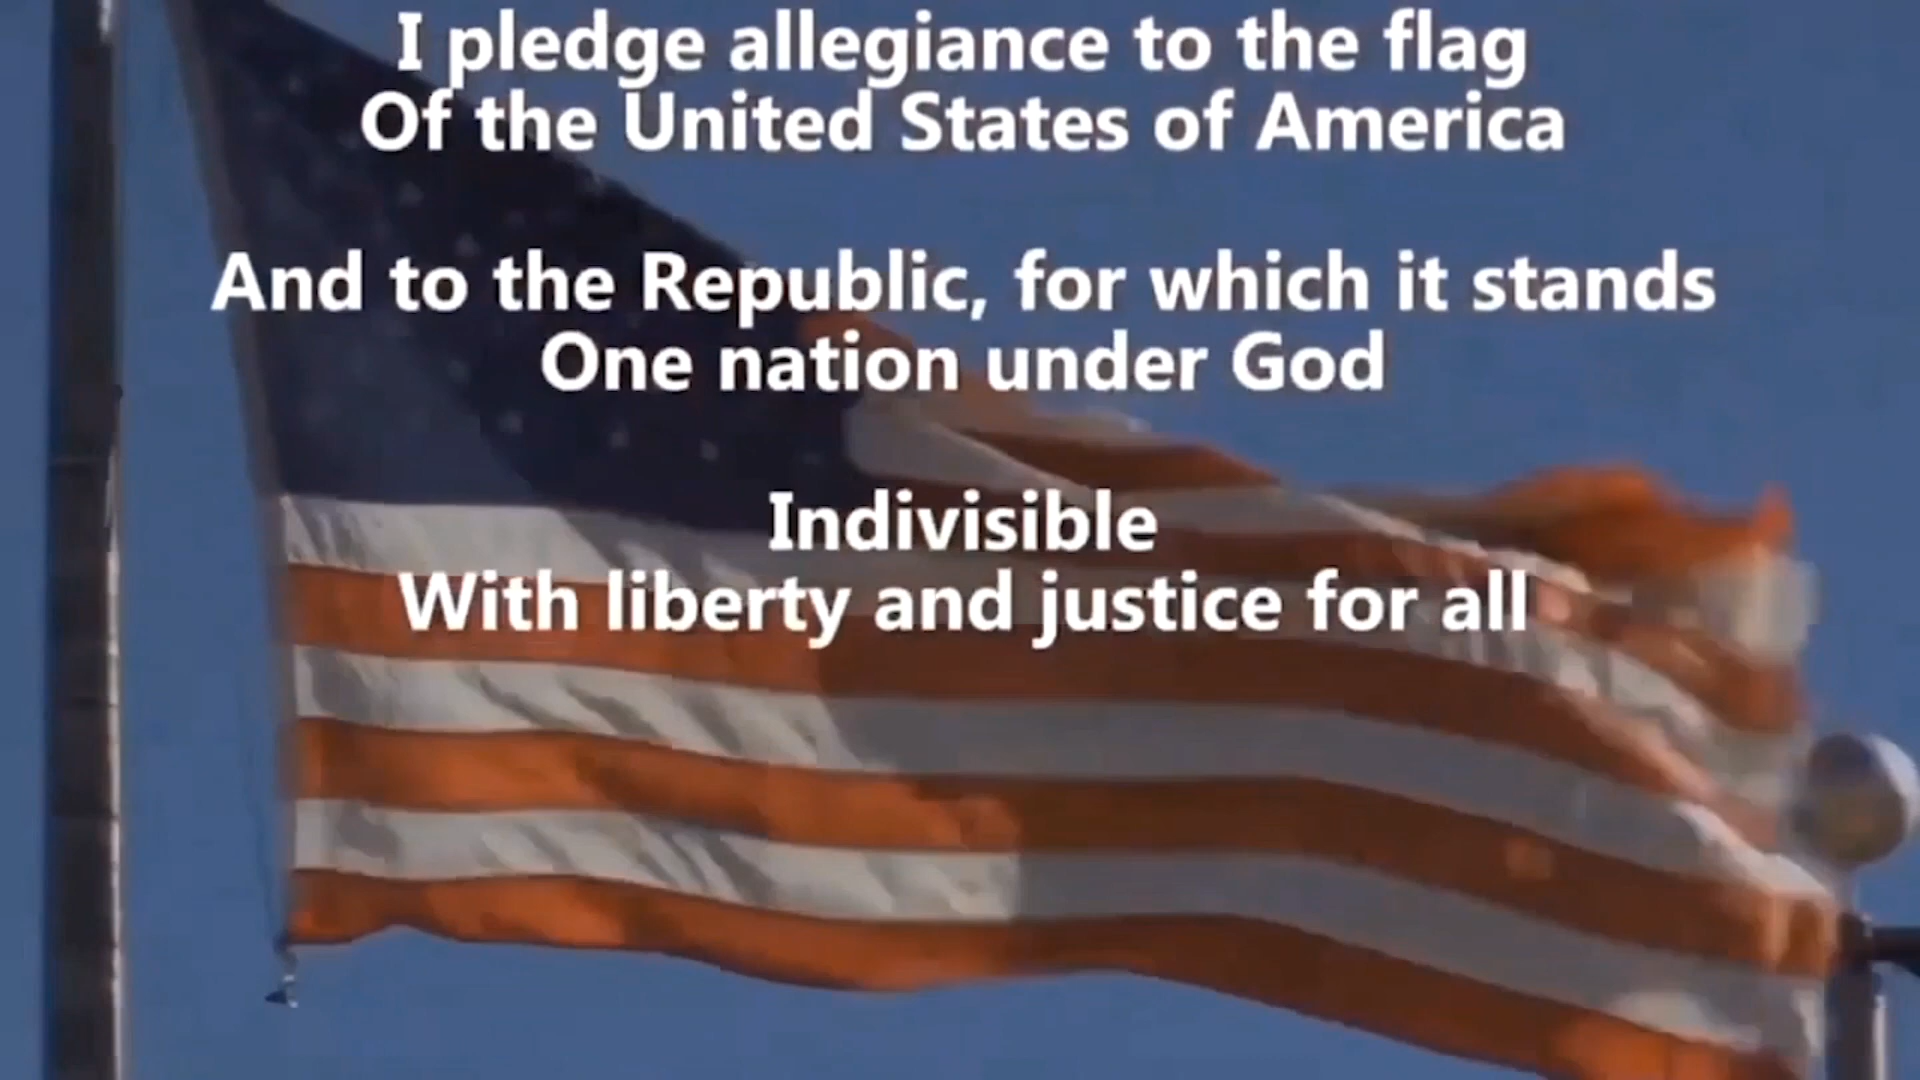 I pledge allegiance to the flag
Of the United States of America
And to the Republic, for which it stands
One nation under God
Indivisible
With liberty and justice for all